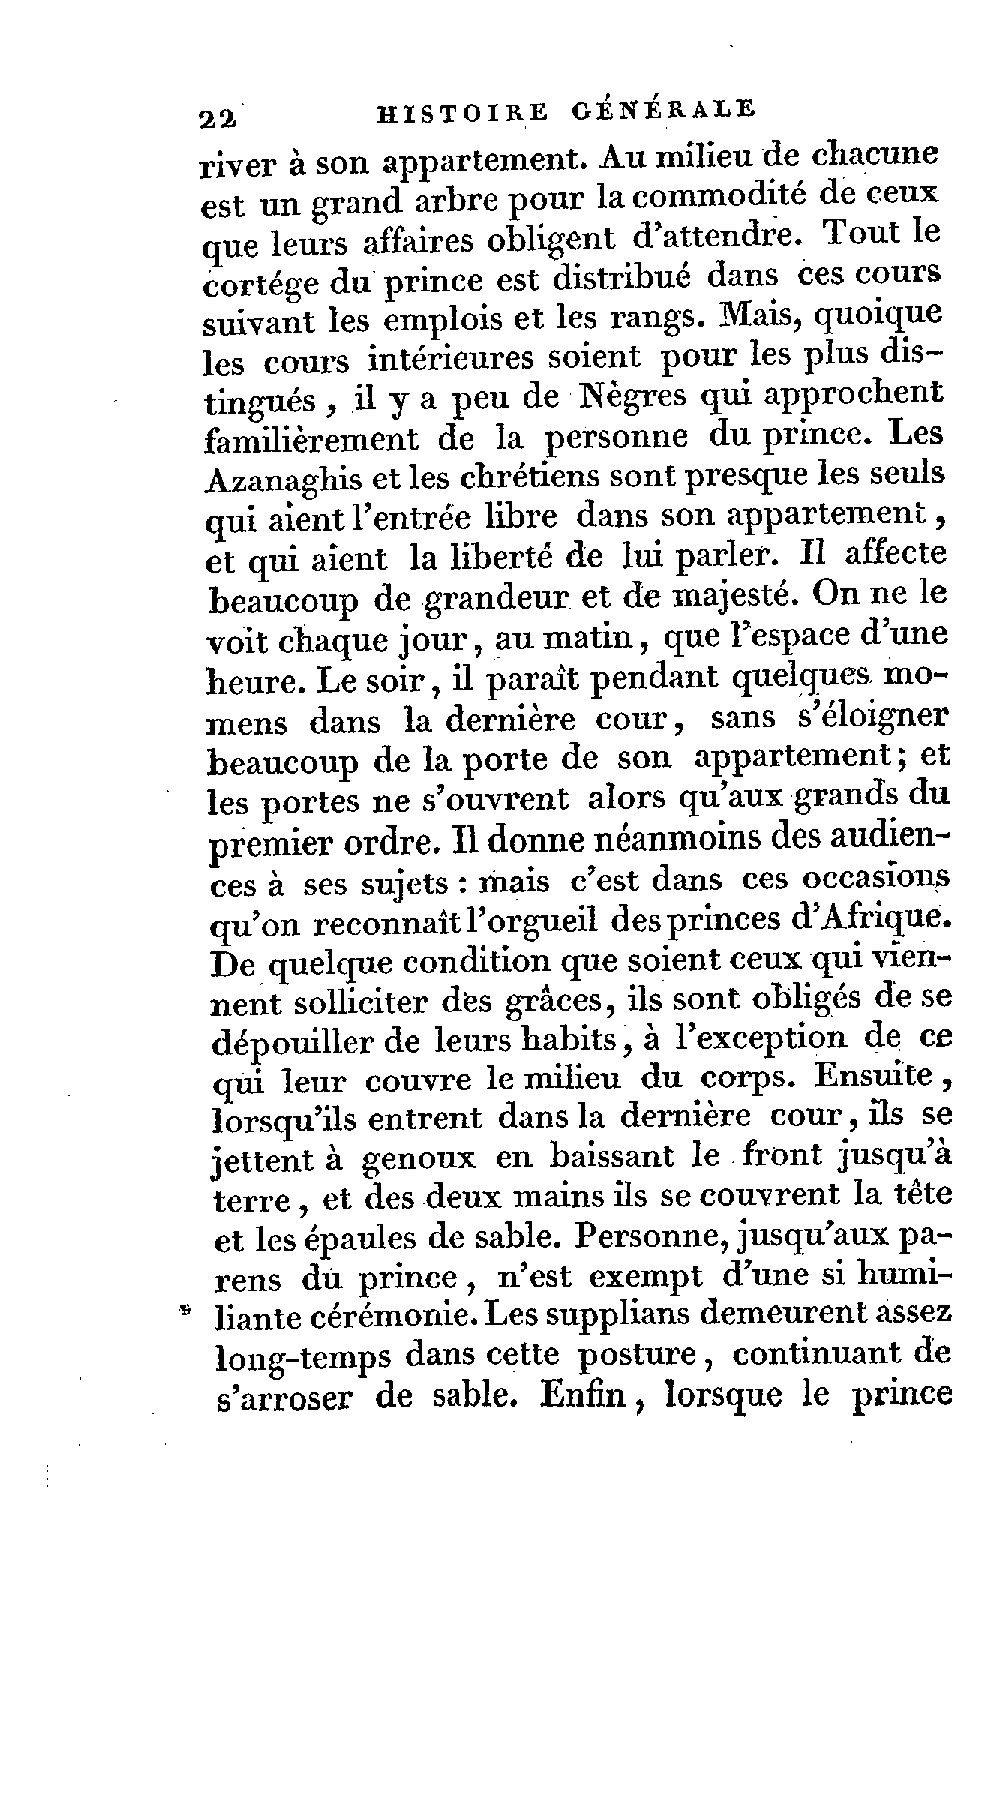 22 HISTOIRE GÉNÉRALE
river à son appartement. Au milieu de chacune
est un grand arbre pour la commodité de ceux
que leurs affaires obligent d'attendre. Tout le
cortége du prince est distribué dans ces cours
suivant les emplois et les rangs. Mais, quoique
les cours intérieures soient pour les plus dis-
tingués, il y a peu de Nègres qui approchent
familièrement de la personne du prince. Les
Azanaghis et les chrétiens sont presque les seuls
qui aient l'entrée libre dans son appartement,
et qui aient la liberté de lui parler. Il affecte
beaucoup de grandeur et de majesté. On ne le
voit chaque jour, au matin, que l'espace d'une
heure. Le soir, il paraît pendant quelques mo-
mens dans la dernière cour, sans s'éloigner
beaucoup de la porte de son appartement; et
les portes ne s'ouvrent alors qu'aux grands du
premier ordre. Il donne néanmoins des audien-
ces à ses sujets : mais c'est dans ces occasions
qu'on reconnaît l'orgueil des princes d'Afrique.
De quelque condition que soient ceux qui vien-
nent solliciter des grâces, ils sont obligés de se
dépouiller de leurs habits, à l'exception de ce
qui leur couvre le milieu du corps. Ensuite,
lorsqu'ils entrent dans la dernière cour, ils se
jettent à genoux en baissant le front jusqu'à
terre, et des deux mains ils se couvrent la tête
et les épaules de sable. Personne, jusqu'aux pa-
rens du prince, n'est exempt d'une si humi-
liante cérémonie. Les supplians demeurent assez
long-temps dans cette posture, continuant de
s'arroser de sable. Enfin, lorsque le prince